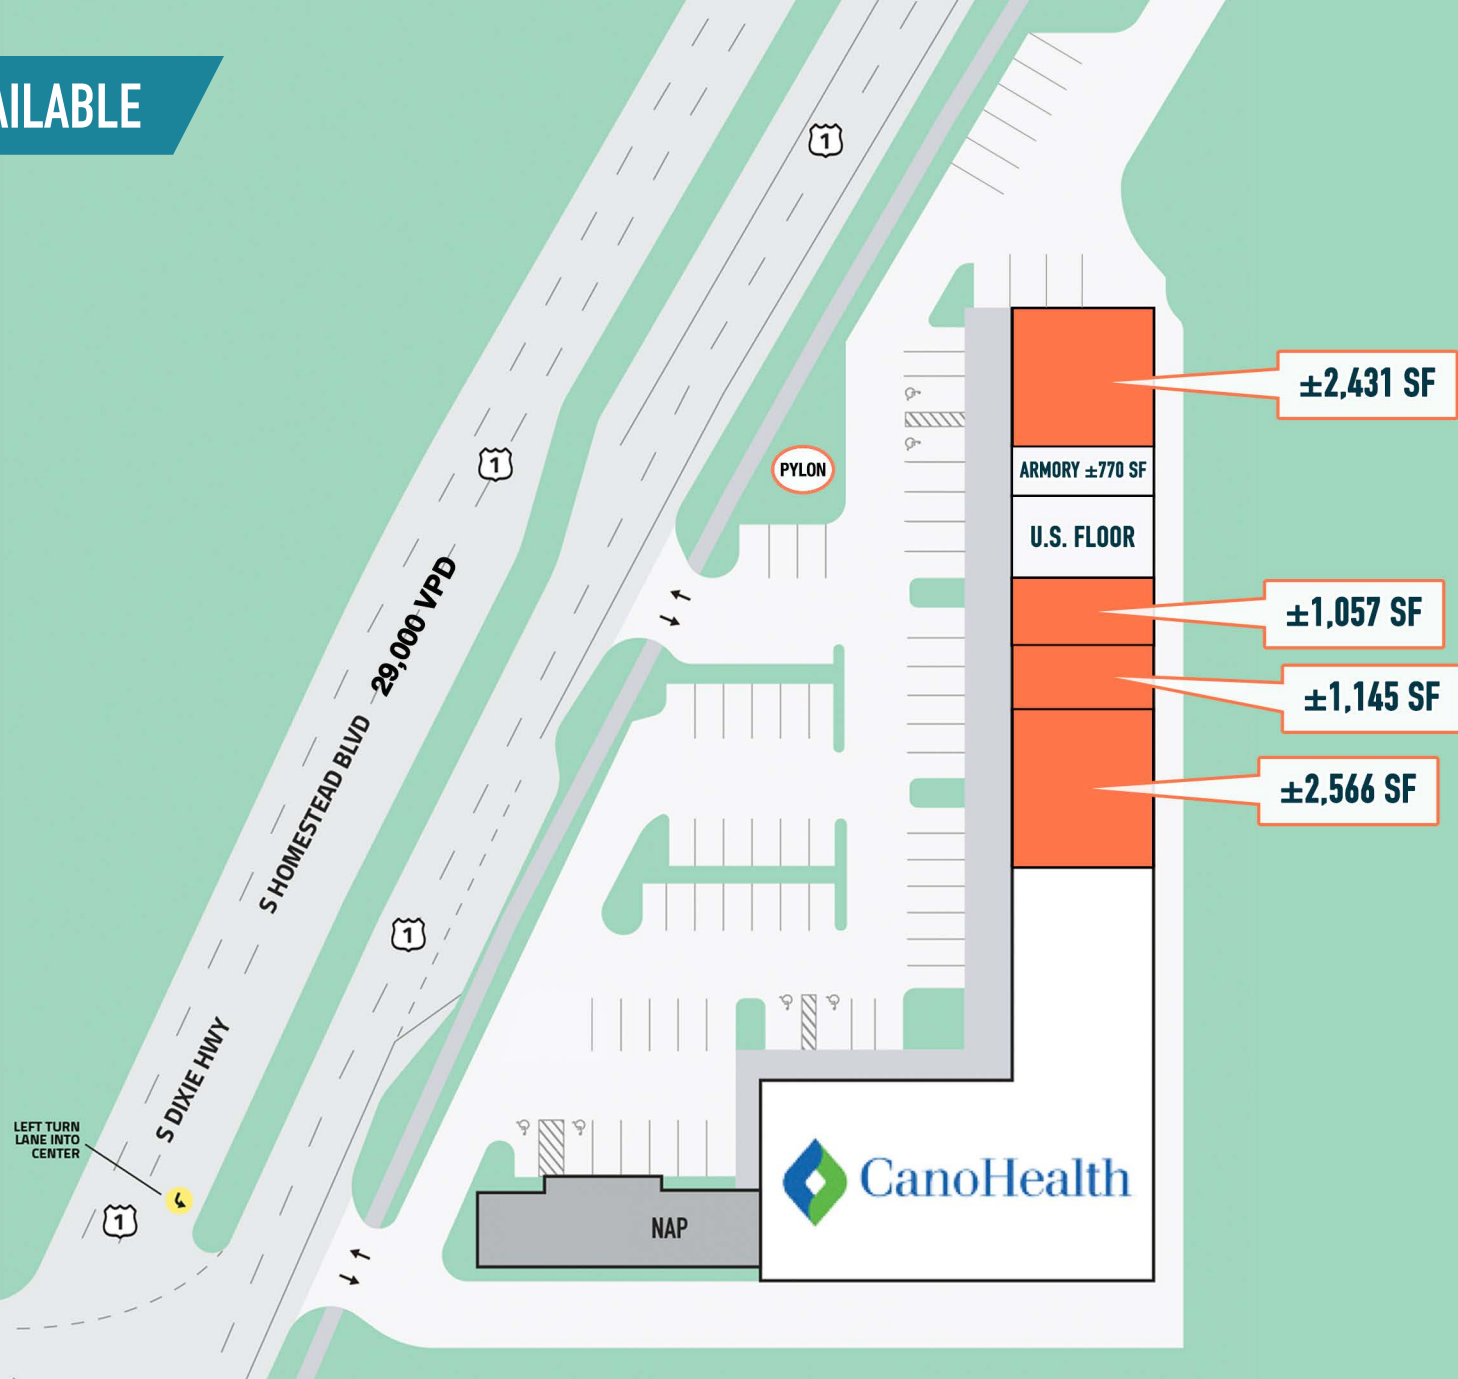 AILABLE
1
±2,431 SF
1
PYLON
ARMORY ±770 SF
U.S. FLOOR
29,000 VPD
±1,057 SF
±1,145 SF
S HOMESTEAD BLVD
±2,566 SF
1
S DIXIE HWY
LEFT TURN
LANE INTO
CENTER
1
CanoHealth
NAP